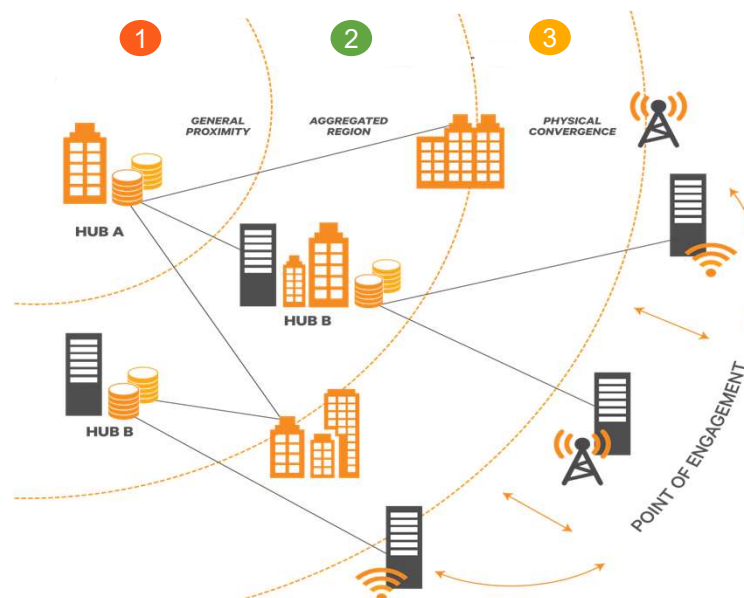 1
2
3
GENERAL
PROXIMITY
AGGREGATED
REGION
PHYSICAL
CONVERGENCE
HUB A
HUB B
HUB B
POINT OF ENGAGEMENT